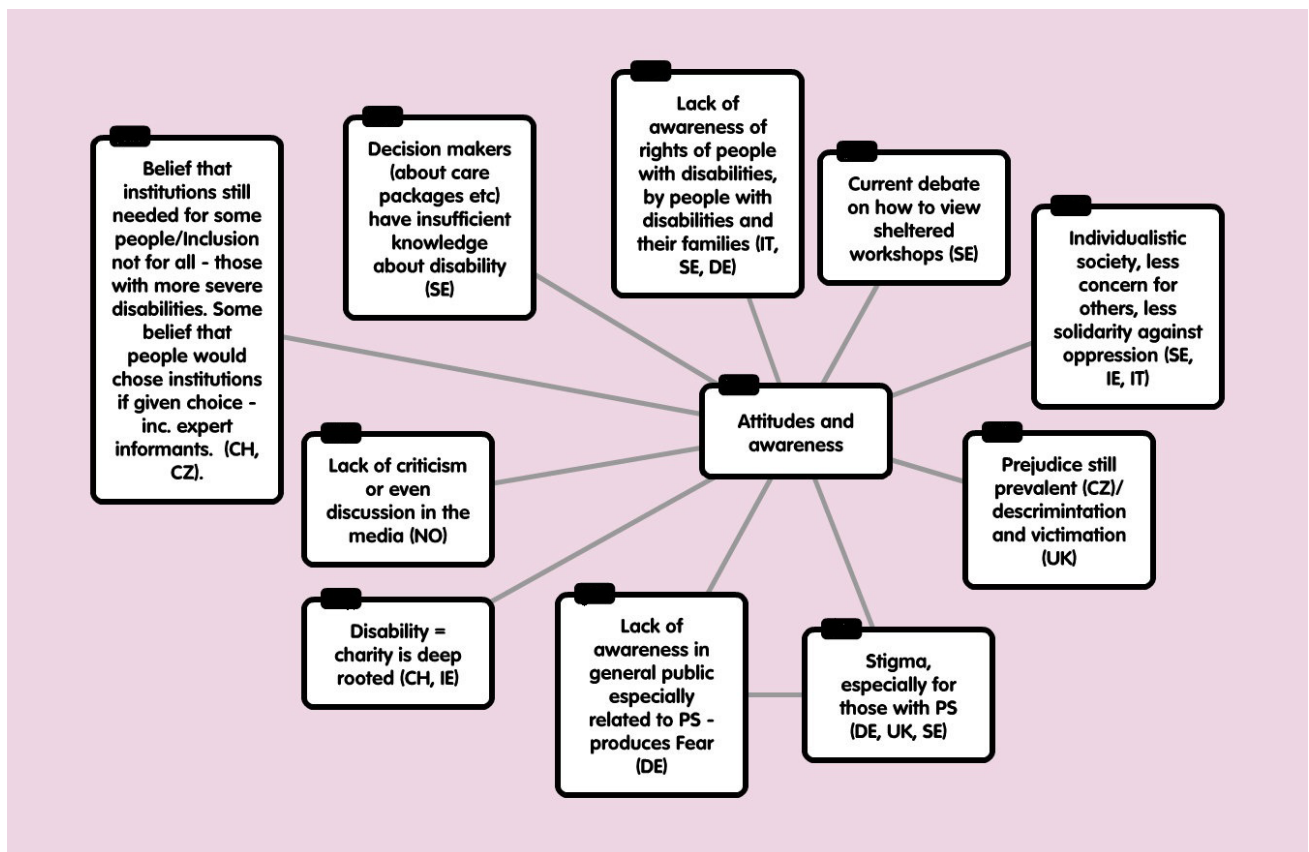 Belief that
institutions still
needed for some
people/Inclusion
not for all - those
with more severe
disabilities. Some
belief that
people would
chose institutions
if given choice -
inc. expert
informants. (CH,
CZ).
Decision makers
(about care
packages etc)
have insufficient
knowledge
about disability
(SE)
Lack of
awareness of
rights of people
with disabilities,
by people with
disabilities and
their families (IT,
SE, DE)
Current debate
on how to view
sheltered
workshops (SE)
Individualistic
society, less
concern for
others, less
solidarity against
oppression (SE,
IE, IT)
Attitudes and
awareness
Lack of criticism
or even
discussion in the
media (NO)
Prejudice still
prevalent (CZ)/
descrimintation
and victimation
(UK)
Disability =
charity is deep
rooted (CH, IE)
Lack of
awareness in
general public
especially
related to PS -
produces Fear
(DE)
Stigma,
especially for
those with PS
(DE, UK, SE)